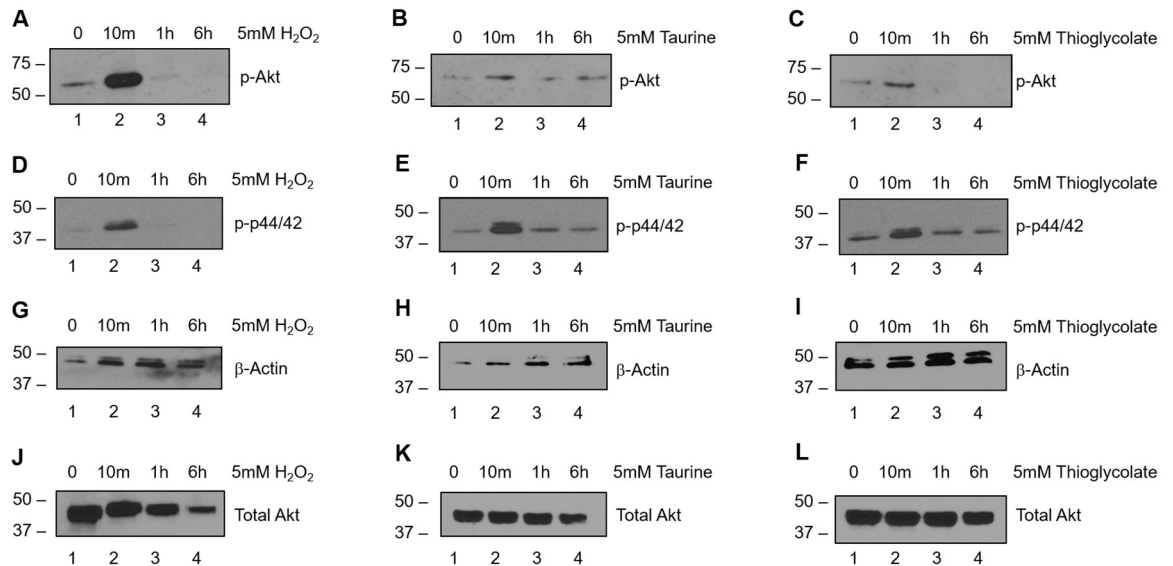 A 0 10m 1h 6h 5mM H₂O₂
75 –
50 –
p-Akt
1 2 3 4
B 0 10m 1h 6h 5mM Taurine
75 –
50 –
p-Akt
1 2 3 4
C 0 10m 1h 6h 5mM Thioglycolate
75 –
50 –
p-Akt
1 2 3 4
D 0 10m 1h 6h 5mM H₂O₂
50 –
37 –
p-p44/42
1 2 3 4
E 0 10m 1h 6h 5mM Taurine
50 –
37 –
p-p44/42
1 2 3 4
F 0 10m 1h 6h 5mM Thioglycolate
50 –
37 –
p-p44/42
1 2 3 4
G 0 10m 1h 6h 5mM H₂O₂
50 –
37 –
β-Actin
1 2 3 4
H 0 10m 1h 6h 5mM Taurine
50 –
37 –
β-Actin
1 2 3 4
I 0 10m 1h 6h 5mM Thioglycolate
50 –
37 –
β-Actin
1 2 3 4
J 0 10m 1h 6h 5mM H₂O₂
50 –
37 –
Total Akt
1 2 3 4
K 0 10m 1h 6h 5mM Taurine
50 –
37 –
Total Akt
1 2 3 4
L 0 10m 1h 6h 5mM Thioglycolate
50 –
37 –
Total Akt
1 2 3 4